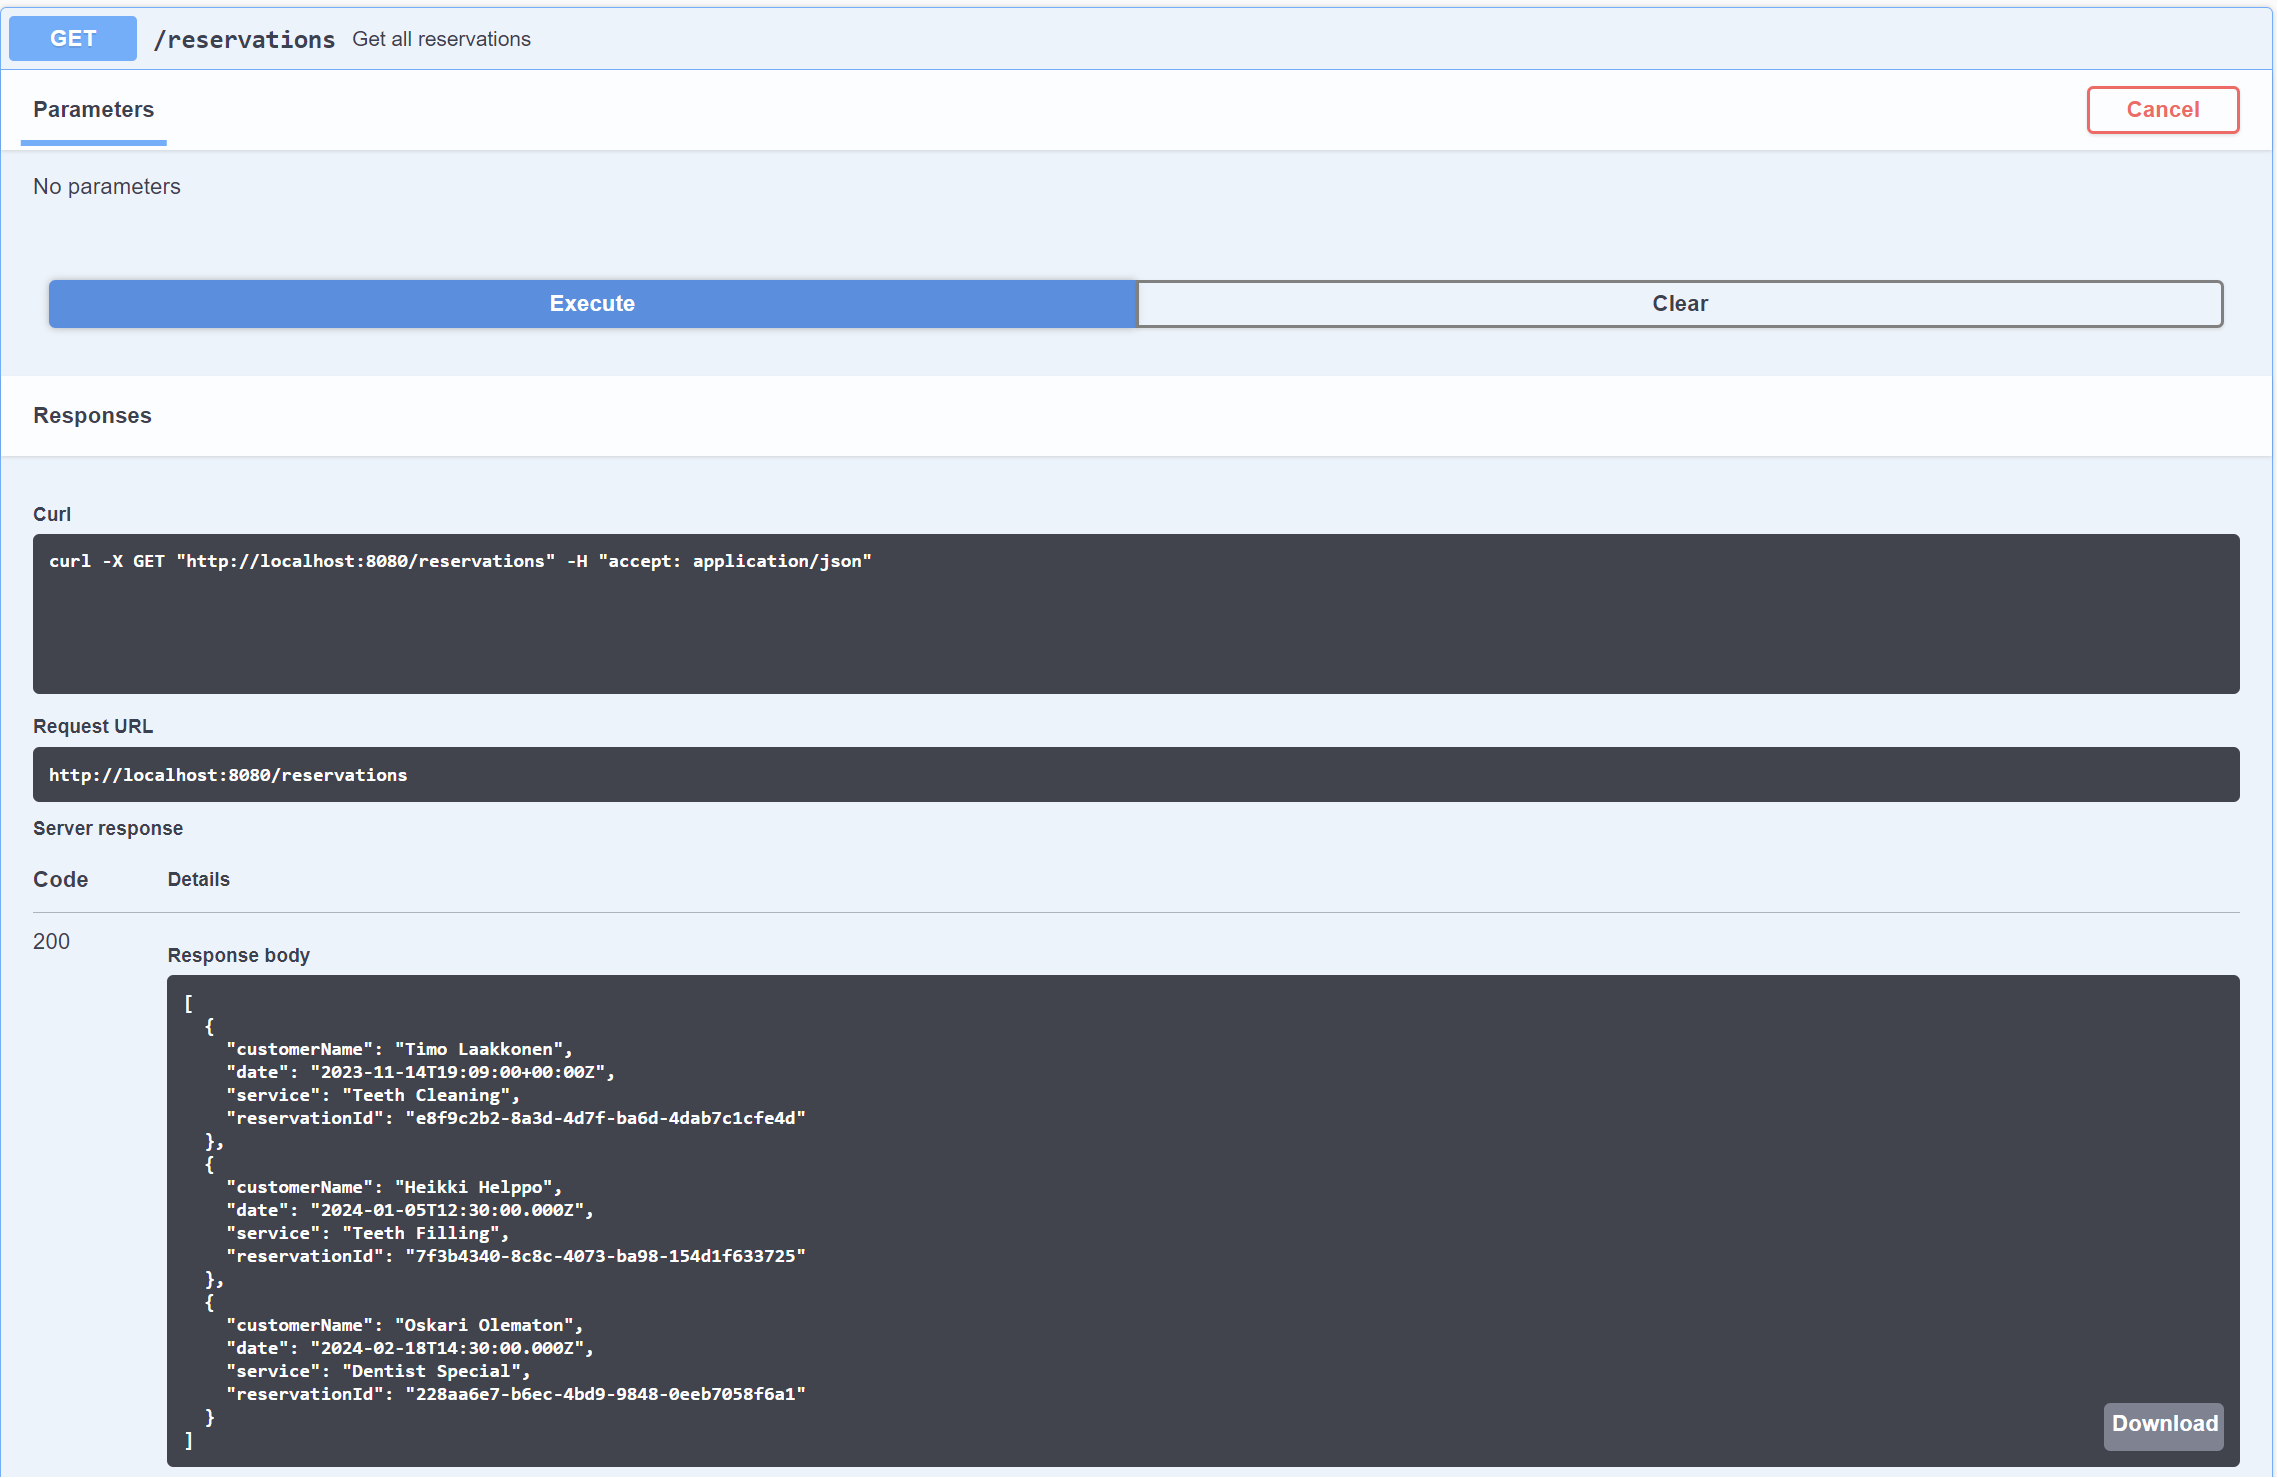 GET /reservations Get all reservations
Parameters Cancel
No parameters
Execute Clear
Responses
Curl
curl -X GET "http://localhost:8080/reservations" -H "accept: application/json"
Request URL
http://localhost:8080/reservations
Server response
Code Details
200
Response body
[
  {
    "customerName": "Timo Laakkonen",
    "date": "2023-11-14T19:09:00+00:00Z",
    "service": "Teeth Cleaning",
    "reservationId": "e8f9c2b2-8a3d-4d7f-ba6d-4dab7c1cfe4d"
  },
  {
    "customerName": "Heikki Helppo",
    "date": "2024-01-05T12:30:00.000Z",
    "service": "Teeth Filling",
    "reservationId": "7f3b4340-8c8c-4073-ba98-154d1f633725"
  },
  {
    "customerName": "Oskari Olematon",
    "date": "2024-02-18T14:30:00.000Z",
    "service": "Dentist Special",
    "reservationId": "228aa6e7-b6ec-4bd9-9848-0eeb7058f6a1"
  }
]
Download